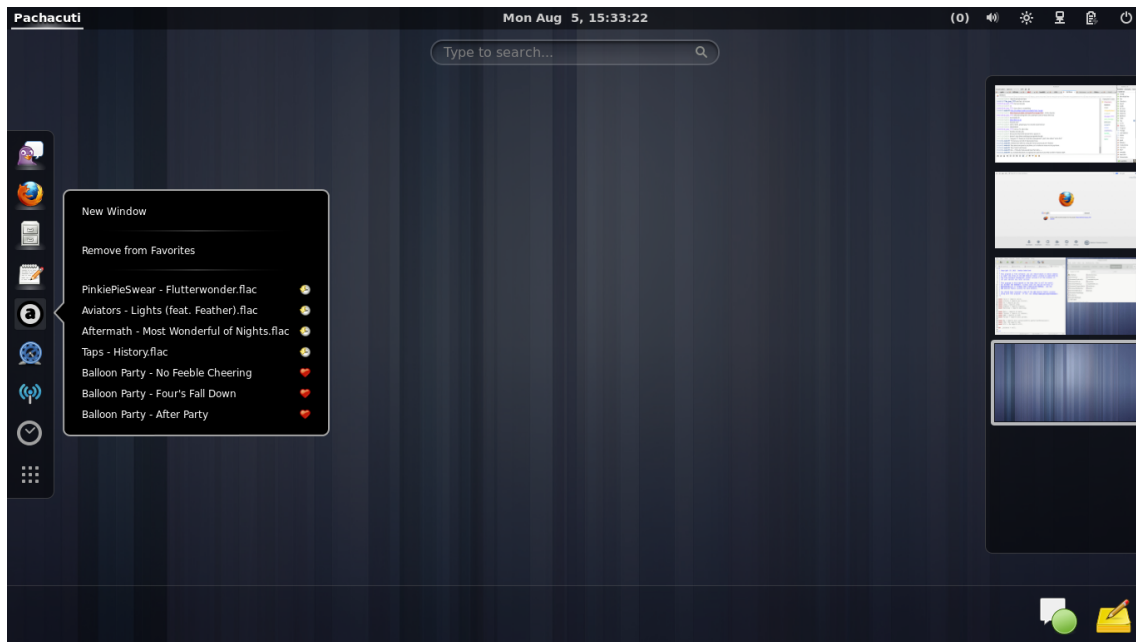 Pachacuti
Mon Aug  5, 15:33:22
(0)
Type to search...
New Window
Remove from Favorites
PinkiePieSwear - Flutterwonder.flac
Aviators - Lights (feat. Feather).flac
Aftermath - Most Wonderful of Nights.flac
Taps - History.flac
Balloon Party - No Feeble Cheering
Balloon Party - Four's Fall Down
Balloon Party - After Party
a